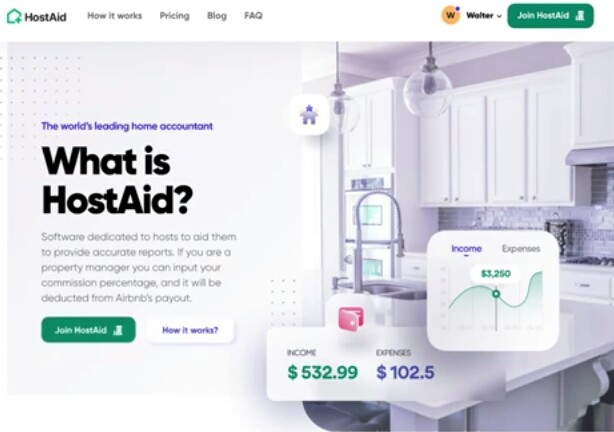 HostAid
How it works
Pricing
Blog
FAQ
W
Walter
Join HostAid
The world's leading home accountant
What is
HostAid?
Software dedicated to hosts to aid them
to provide accurate reports. If you are a
property manager you can input your
commission percentage, and it will be
deducted from Airbnb's payout.
Join HostAid
How it works?
Income
Expenses
$3,250
INCOME
EXPENSES
$ 532.99
$ 102.5